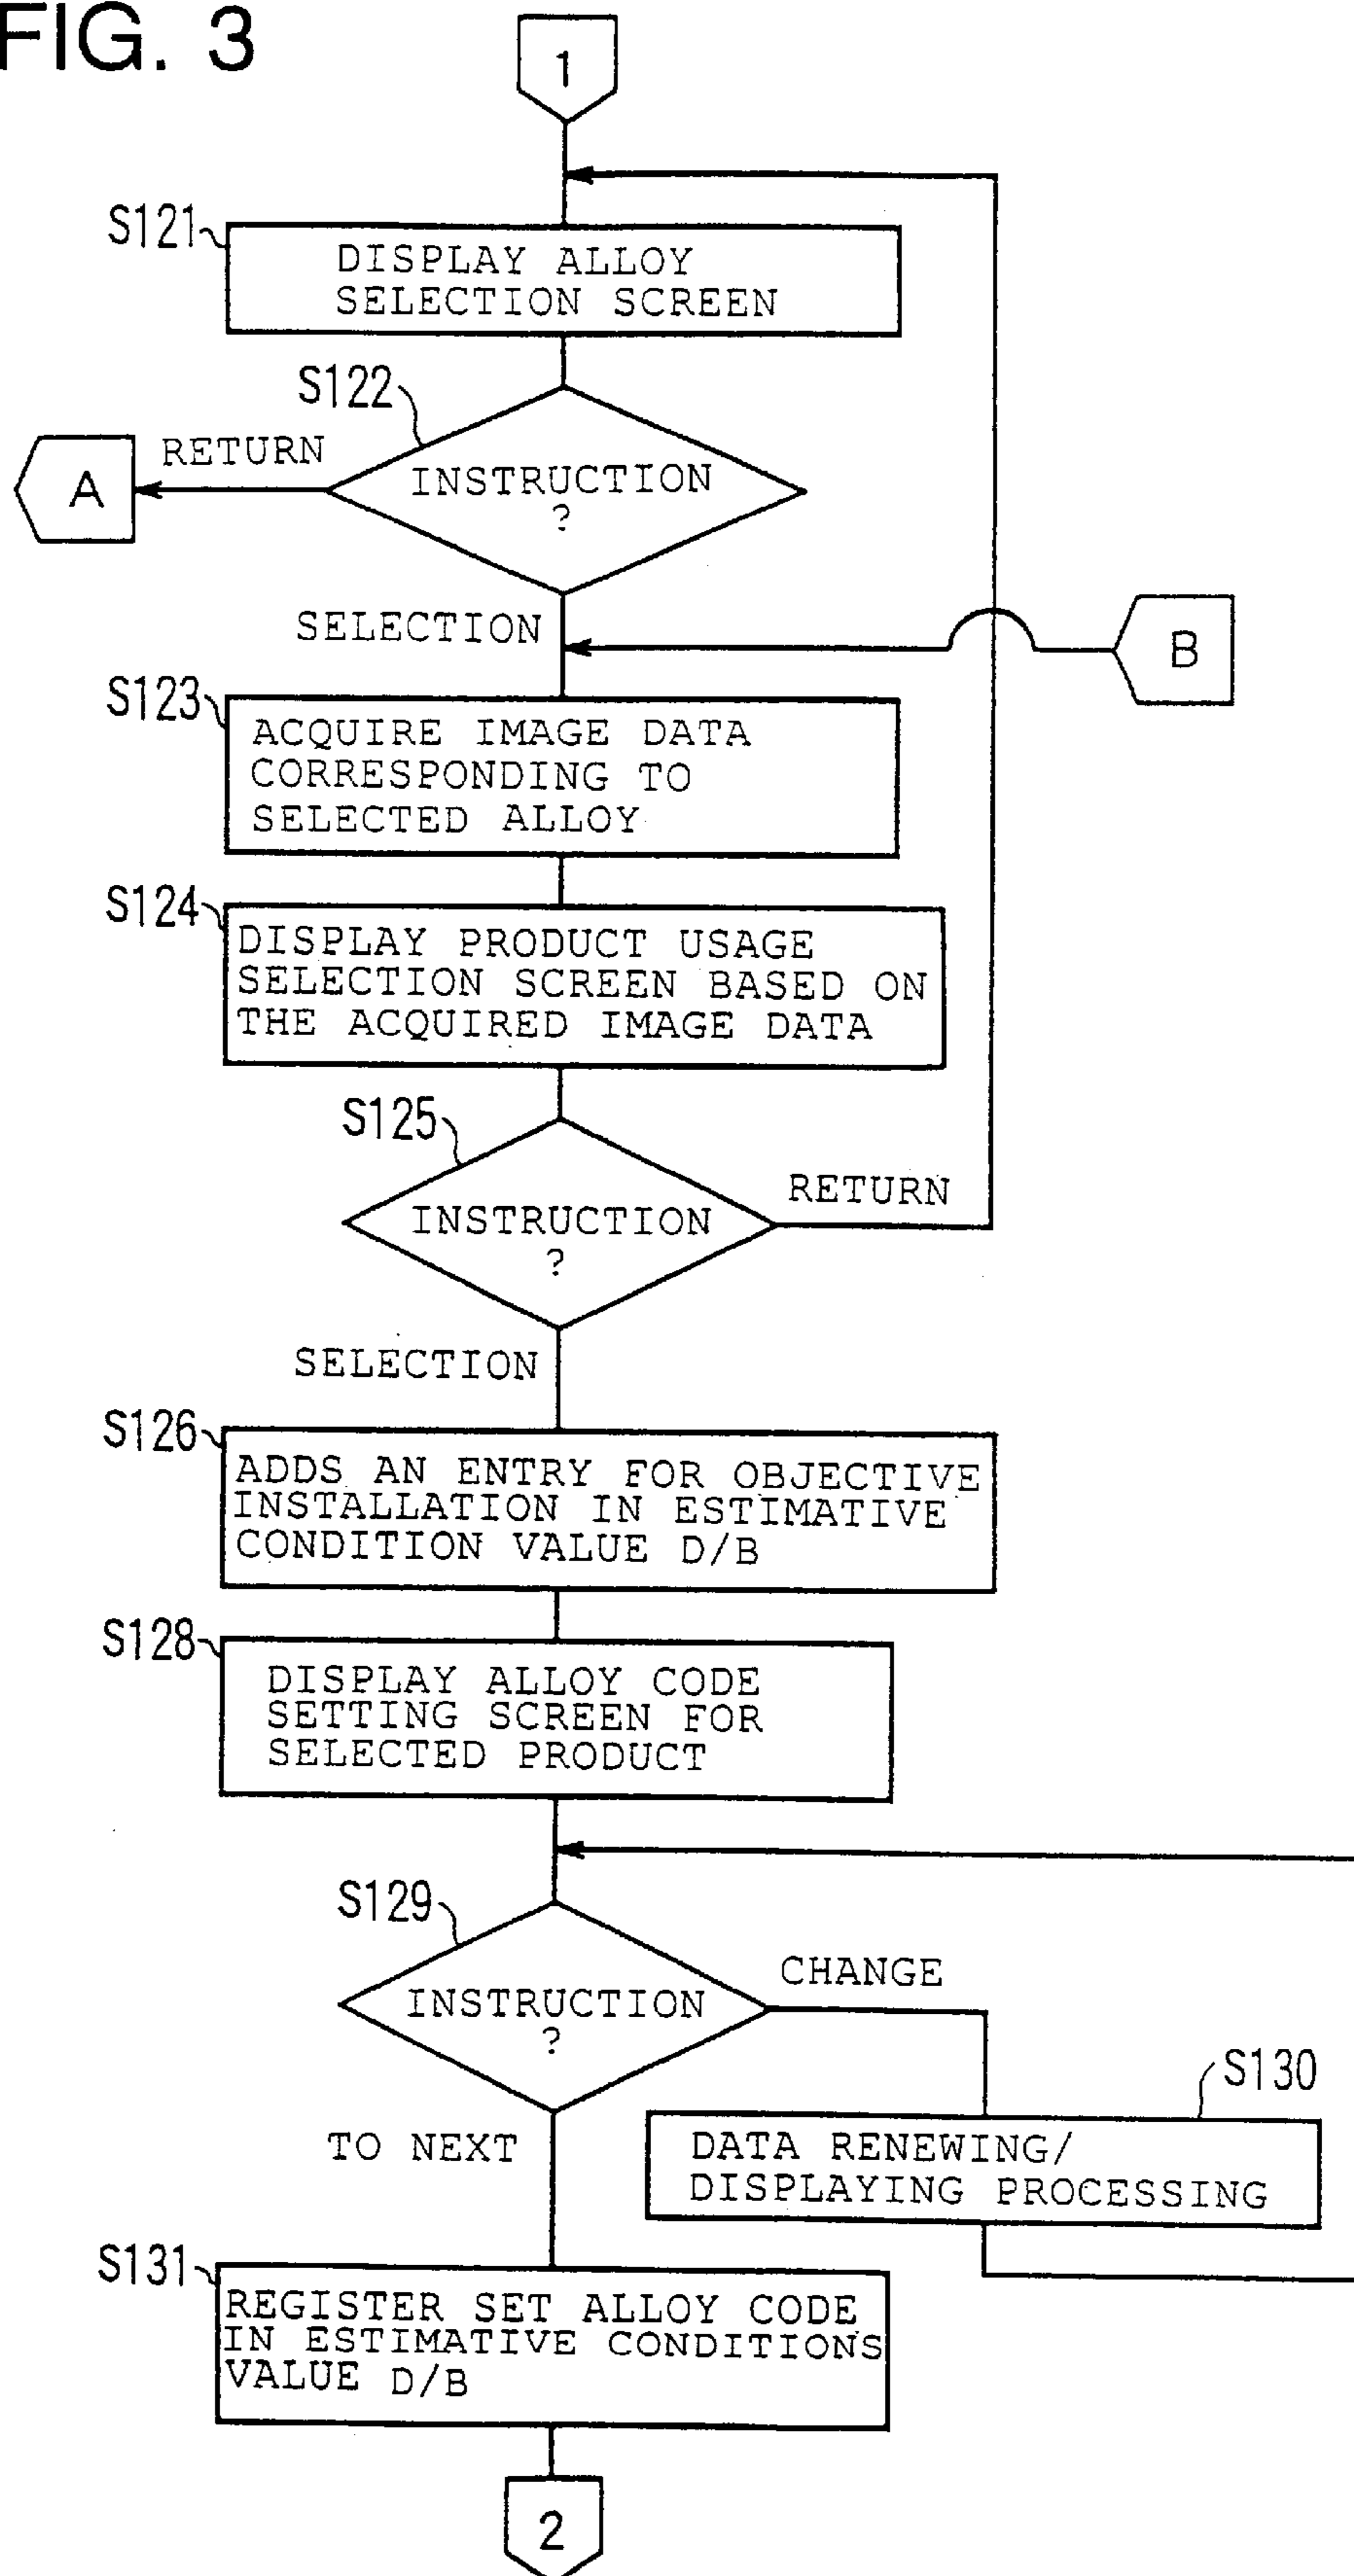 FIG. 3
1
S121
DISPLAY ALLOY
SELECTION SCREEN
S122
RETURN
A
INSTRUCTION
?
SELECTION
B
S123
ACQUIRE IMAGE DATA
CORRESPONDING TO
SELECTED ALLOY
S124
DISPLAY PRODUCT USAGE
SELECTION SCREEN BASED ON
THE ACQUIRED IMAGE DATA
S125
RETURN
INSTRUCTION
?
SELECTION
S126
ADDS AN ENTRY FOR OBJECTIVE
INSTALLATION IN ESTIMATIVE
CONDITION VALUE D/B
S128
DISPLAY ALLOY CODE
SETTING SCREEN FOR
SELECTED PRODUCT
S129
CHANGE
INSTRUCTION
?
S130
TO NEXT
DATA RENEWING/
DISPLAYING PROCESSING
S131
REGISTER SET ALLOY CODE
IN ESTIMATIVE CONDITIONS
VALUE D/B
2